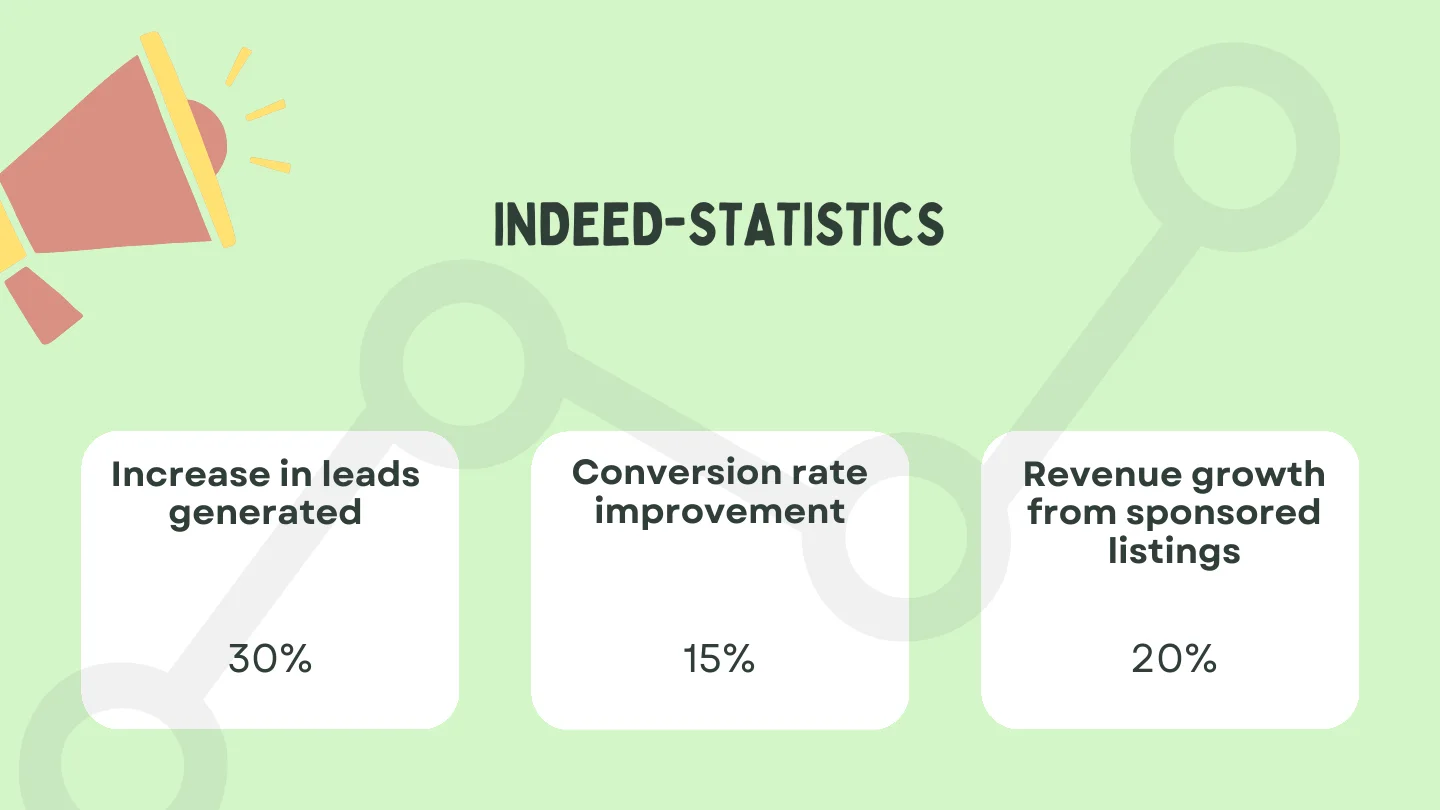 INDEED-STATISTICS
Increase in leads
generated
30%
Conversion rate
improvement
15%
Revenue growth
from sponsored
listings
20%